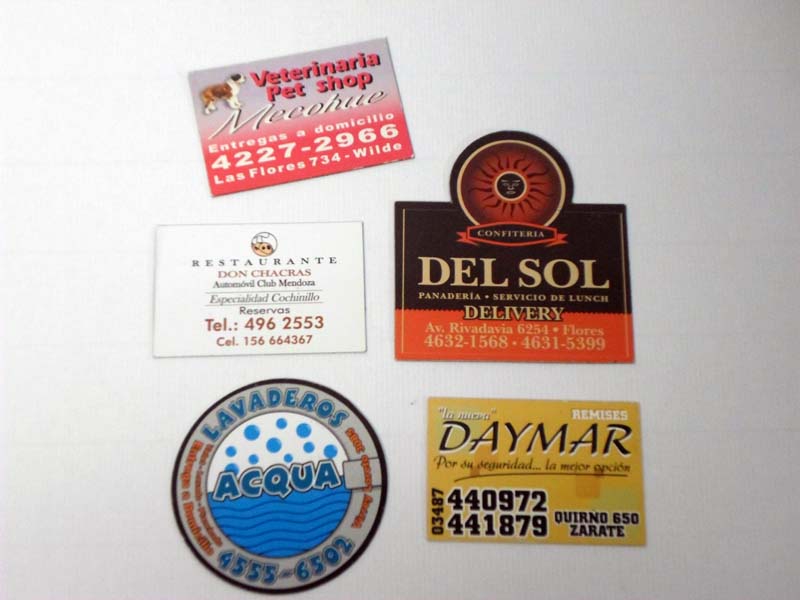 Veterinaria
Pet shop
Mecohue
Entregas a domicilio
4227-2966
Las Flores 734 - Wilde
CONFITERIA
DEL SOL
PANADERÍA • SERVICIO DE LUNCH
DELIVERY
Av. Rivadavia 6254 • Flores
4632-1568 • 4631-5399
RESTAURANTE
DON CHACRAS
Automóvil Club Mendoza
Especialidad Cochinillo
Reservas
Tel.: 496 2553
Cel. 156 664367
LAVADEROS
ACQUA
Entrega a Domicilio
4555-6502
"la nueva"
REMISES
DAYMAR
Por su seguridad... la mejor opción
03487
440972
441879
QUIRNO 650
ZARATE